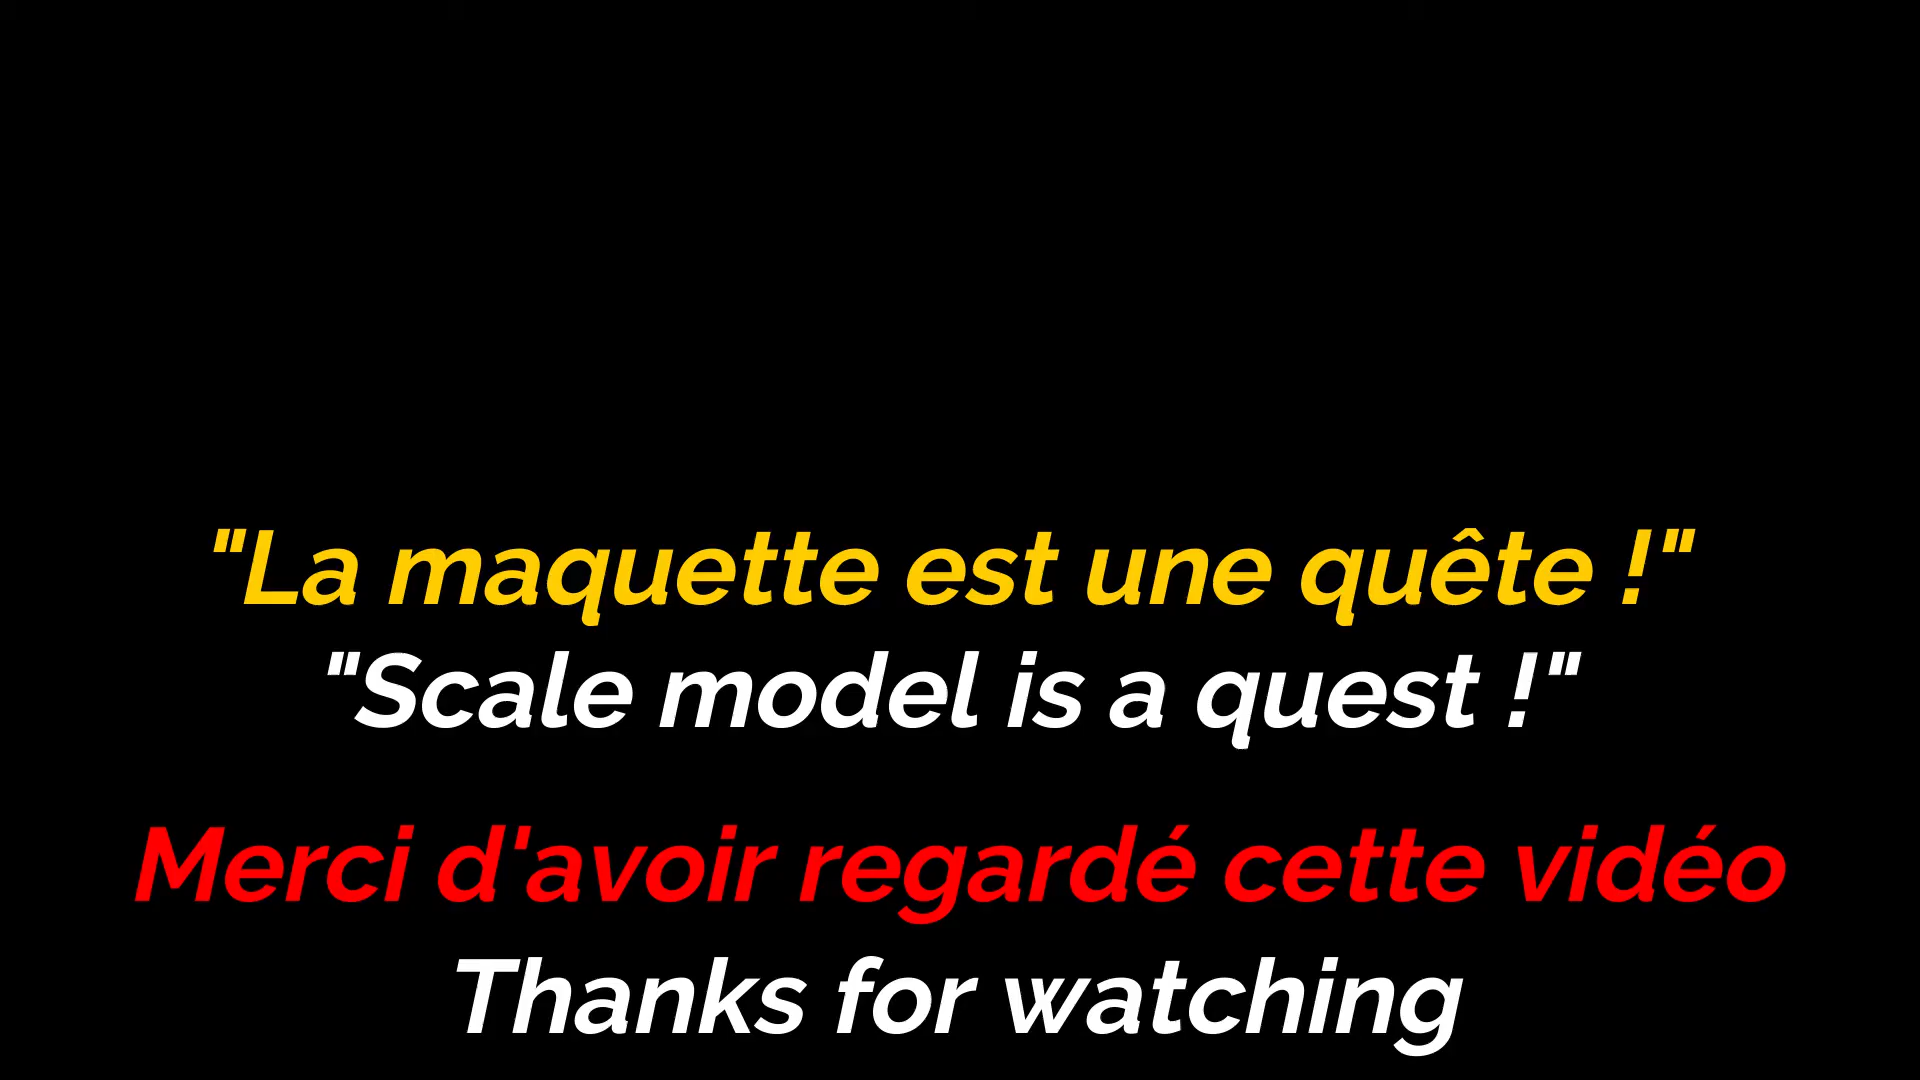 "La maquette est une quête !"
"Scale model is a quest !"
Merci d'avoir regardé cette vidéo
Thanks for watching